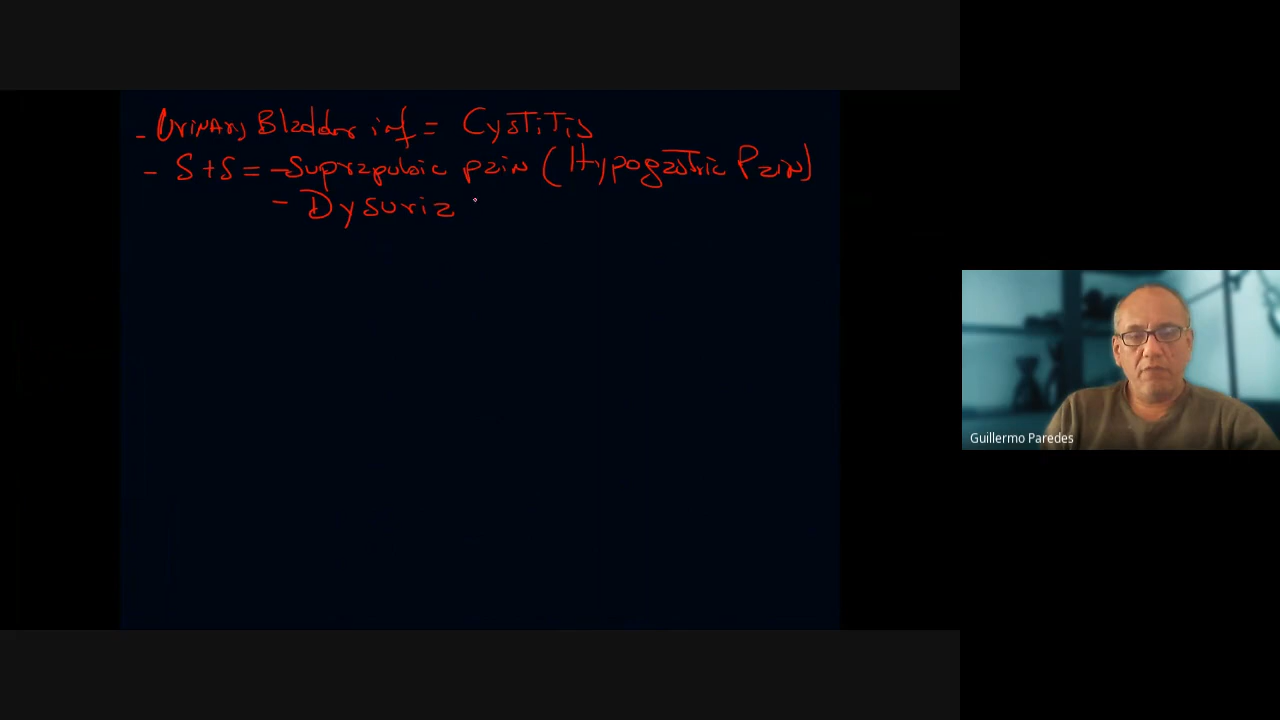 - Urinary Bladder inf = Cystitis
- S+S = - Suprapubic pain (Hypogastric Pain)
- Dysuria
Guillermo Paredes